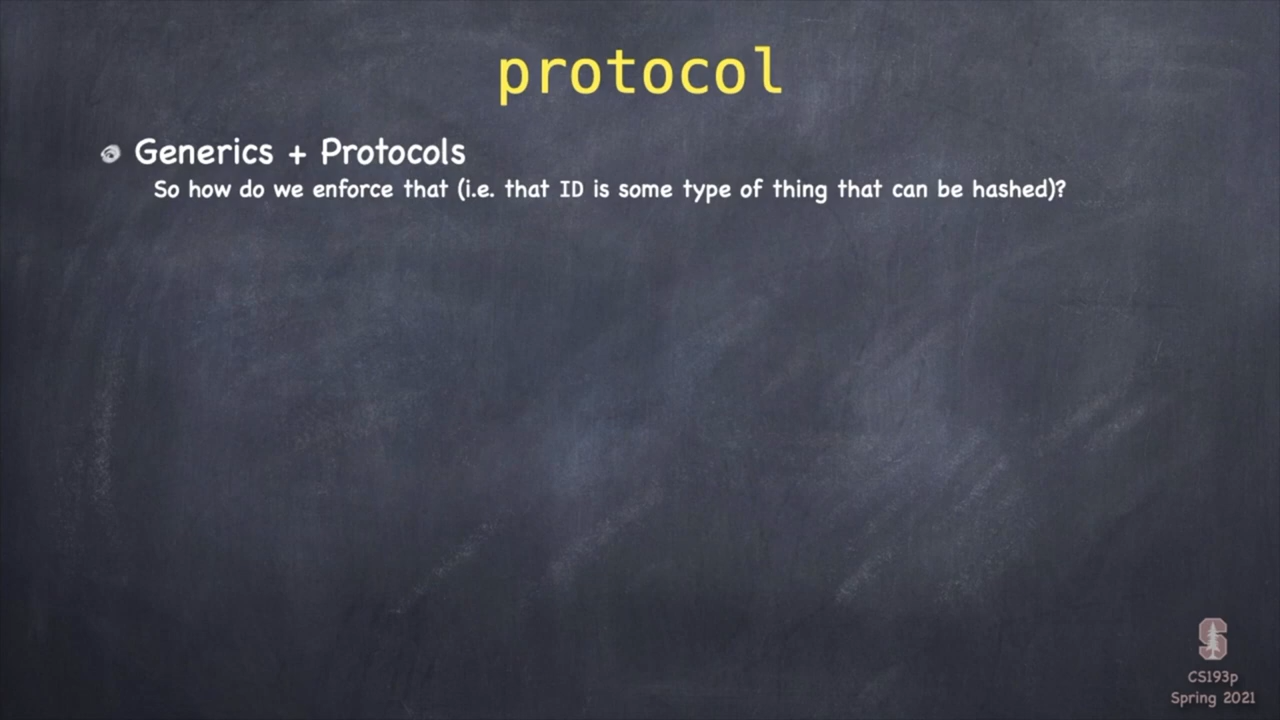 protocol
Generics + Protocols
So how do we enforce that (i.e. that ID is some type of thing that can be hashed)?
S
CS193p
Spring 2021